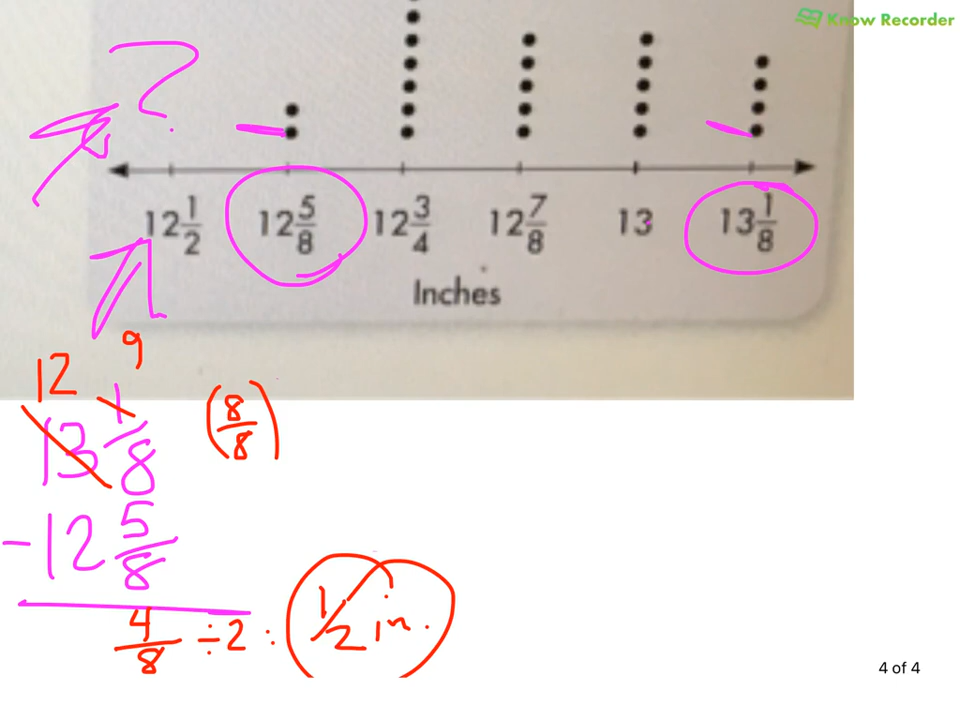 Know Recorder
?
12 1/2 12 5/8 12 3/4 12 7/8 13 13 1/8
Inches
12 9
13 1/8 (8/8)
-12 5/8
4/8 ÷ 2 : 1/2 in.
4 of 4